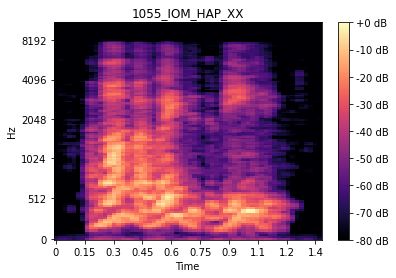 1055_IOM_HAP_XX
+0 dB
8192
-10 dB
4096
-20 dB
-30 dB
2048
Hz
-40 dB
1024
-50 dB
512
-60 dB
-70 dB
0
-80 dB
0 0.15 0.3 0.45 0.6 0.75 0.9 1.1 1.2 1.4
Time